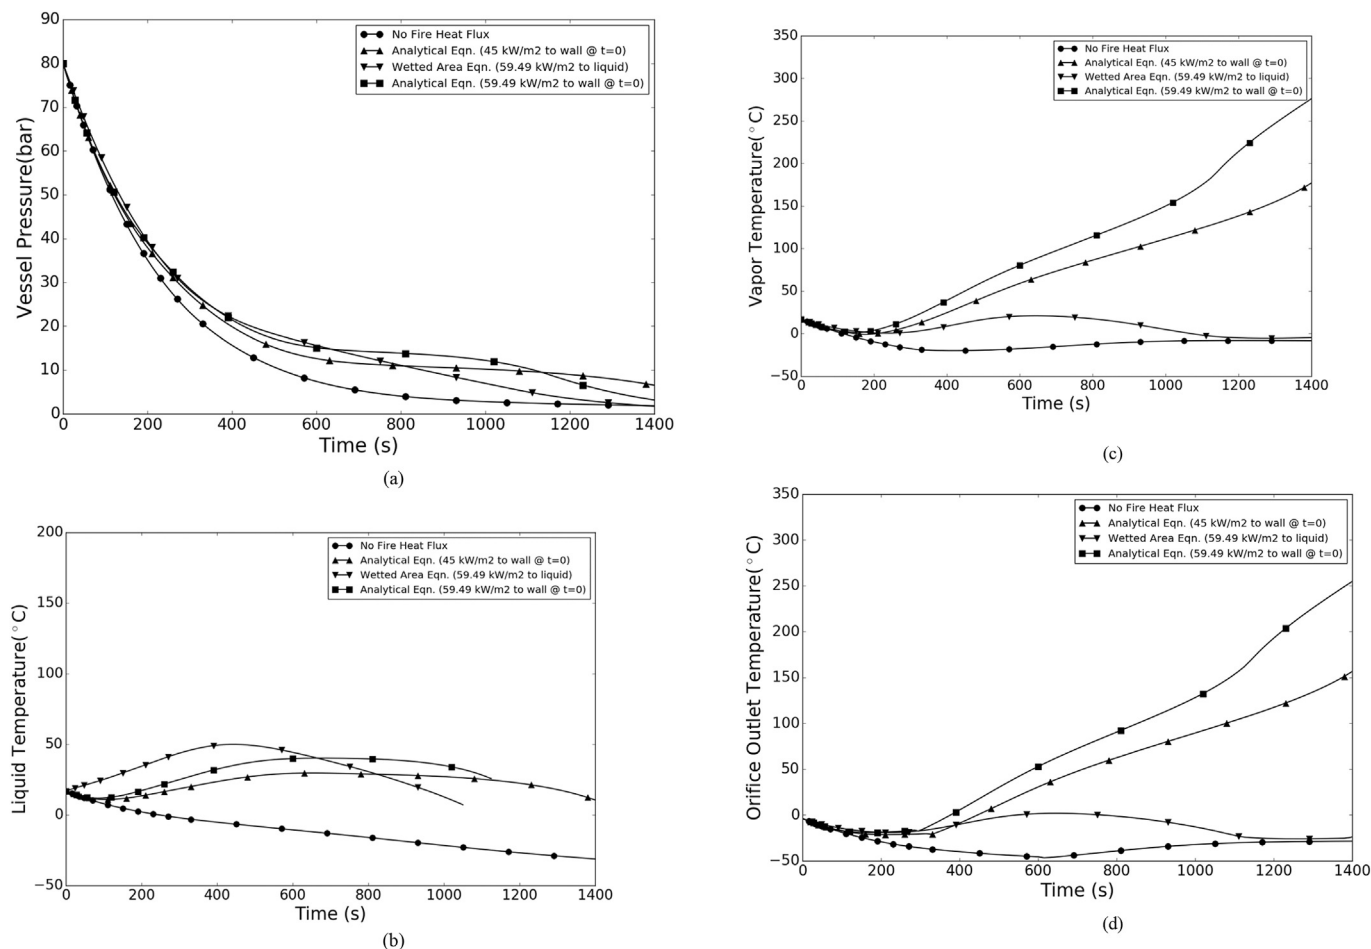 90
80
70
60
50
40
30
20
10
0
Vessel Pressure(bar)
No Fire Heat Flux
Analytical Eqn. (45 kW/m2 to wall @ t=0)
Wetted Area Eqn. (59.49 kW/m2 to liquid)
Analytical Eqn. (59.49 kW/m2 to wall @ t=0)
0 200 400 600 800 1000 1200 1400
Time (s)
(a)
200
150
100
50
0
−50
Liquid Temperature(°C)
No Fire Heat Flux
Analytical Eqn. (45 kW/m2 to wall @ t=0)
Wetted Area Eqn. (59.49 kW/m2 to liquid)
Analytical Eqn. (59.49 kW/m2 to wall @ t=0)
0 200 400 600 800 1000 1200 1400
Time (s)
(b)
350
300
250
200
150
100
50
0
−50
Vapor Temperature(°C)
No Fire Heat Flux
Analytical Eqn. (45 kW/m2 to wall @ t=0)
Wetted Area Eqn. (59.49 kW/m2 to liquid)
Analytical Eqn. (59.49 kW/m2 to wall @ t=0)
0 200 400 600 800 1000 1200 1400
Time (s)
(c)
350
300
250
200
150
100
50
0
−50
Orifice Outlet Temperature(°C)
No Fire Heat Flux
Analytical Eqn. (45 kW/m2 to wall @ t=0)
Wetted Area Eqn. (59.49 kW/m2 to liquid)
Analytical Eqn. (59.49 kW/m2 to wall @ t=0)
0 200 400 600 800 1000 1200 1400
Time (s)
(d)